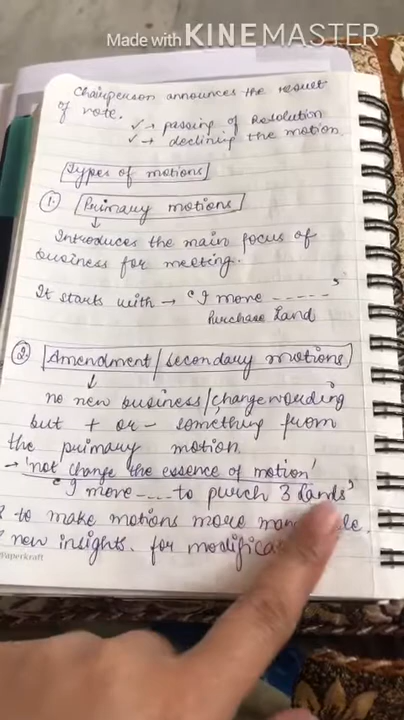 Made with KINEMASTER
Chairperson announces the result
of vote.
✓→ passing of Resolution
✓→ declining the motion.
Types of motions
1. Primary motions
↓
Introduces the main focus of
business for meeting.
It starts with → "I move -----"
Purchase Land
2. Amendment/secondary motions
↓
no new business/change wording
but + or - something from
the primary motion.
→ 'not change the essence of motion'
"I move --... to purch 3 lands"
to make motions more
new insights. for
Paperkraft